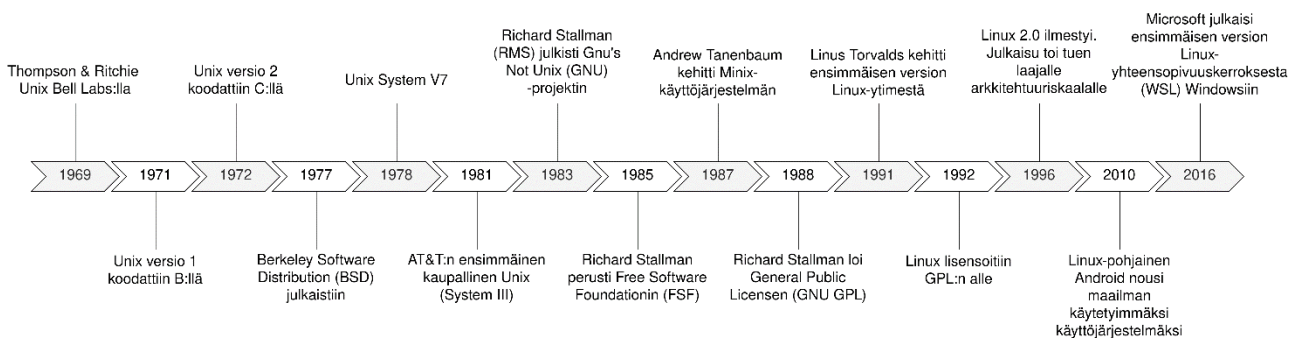 Thompson & Ritchie
Unix Bell Labs:lla
Unix versio 2
koodattiin C:llä
Unix System V7
Richard Stallman
(RMS) julkisti Gnu's
Not Unix (GNU)
-projektin
Andrew Tanenbaum
kehitti Minix-
käyttöjärjestelmän
Linus Torvalds kehitti
ensimmäisen version
Linux-ytimestä
Linux 2.0 ilmestyi.
Julkaisu toi tuen
laajalle
arkkitehtuuriskaalalle
Microsoft julkaisi
ensimmäisen version
Linux-
yhteensopivuuskerroksesta
(WSL) Windowsiin
1969
1971
1972
1977
1978
1981
1983
1985
1987
1988
1991
1992
1996
2010
2016
Unix versio 1
koodattiin B:llä
Berkeley Software
Distribution (BSD)
julkaistiin
AT&T:n ensimmäinen
kaupallinen Unix
(System III)
Richard Stallman
perusti Free Software
Foundationin (FSF)
Richard Stallman loi
General Public
Licensen (GNU GPL)
Linux lisensoitiin
GPL:n alle
Linux-pohjainen
Android nousi
maailman
käytetyimmäksi
käyttöjärjestelmäksi